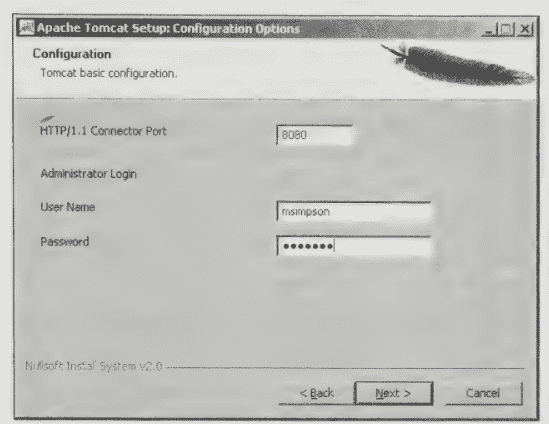 Apache Tomcat Setup: Configuration Options
Configuration
Tomcat basic configuration.
HTTP/1.1 Connector Port
8080
Administrator Login
User Name
msimpson
Password
•••••••
Nullsoft Install System v2.0
< Back Next > Cancel